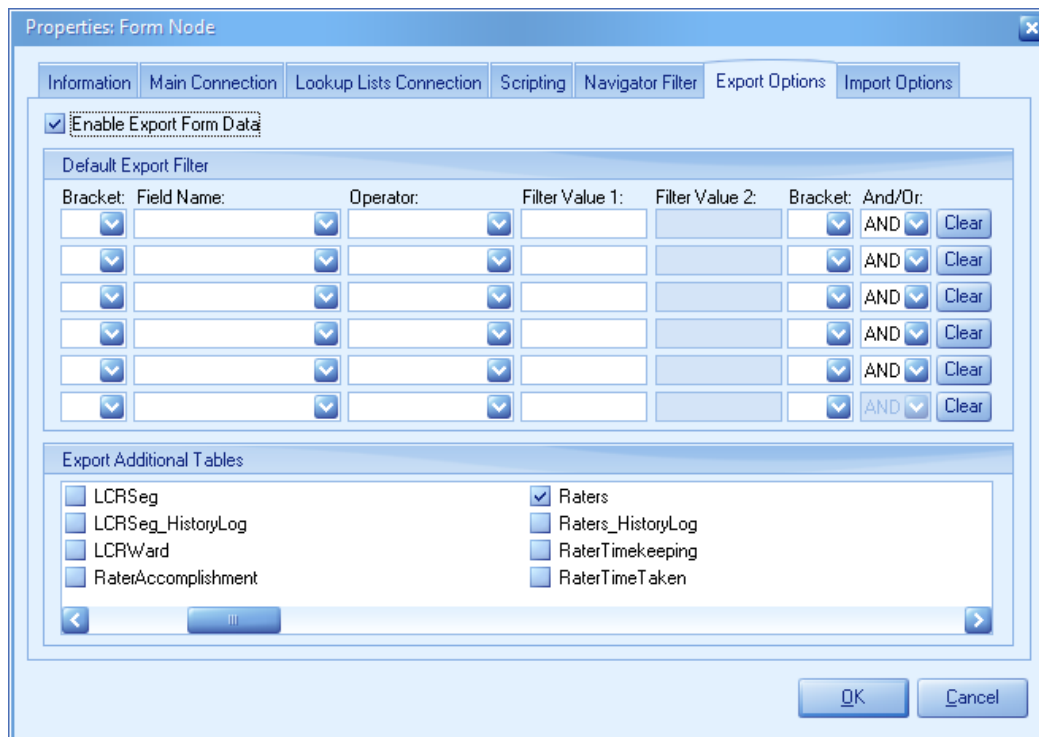 Properties: Form Node
Information Main Connection Lookup Lists Connection Scripting Navigator Filter Export Options Import Options
Enable Export Form Data
Default Export Filter
Bracket: Field Name: Operator: Filter Value 1: Filter Value 2: Bracket: And/Or:
AND Clear
AND Clear
AND Clear
AND Clear
AND Clear
AND Clear
Export Additional Tables
LCRSeg Raters
LCRSeg_HistoryLog Raters_HistoryLog
LCRWard RaterTimekeeping
RaterAccomplishment RaterTimeTaken
OK Cancel